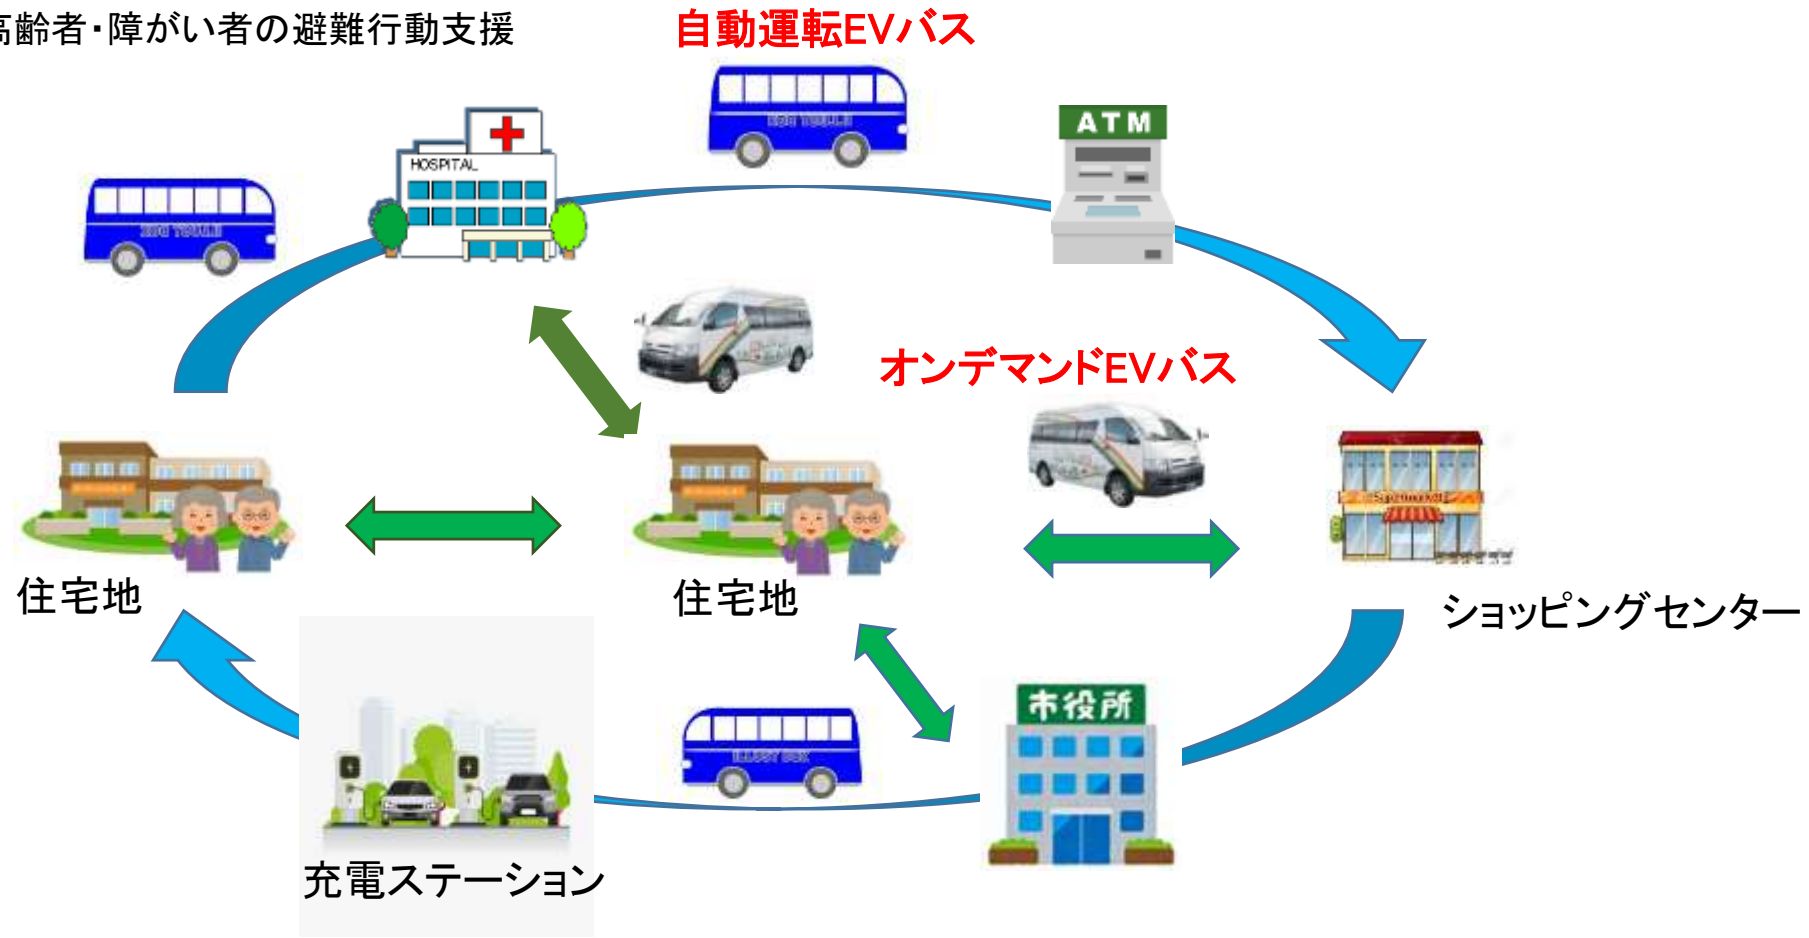 高齢者・障がい者の避難行動支援
自動運転EVバス
ATM
HOSPITAL
オンデマンドEVバス
Supermarket
住宅地
住宅地
ショッピングセンター
市役所
充電ステーション